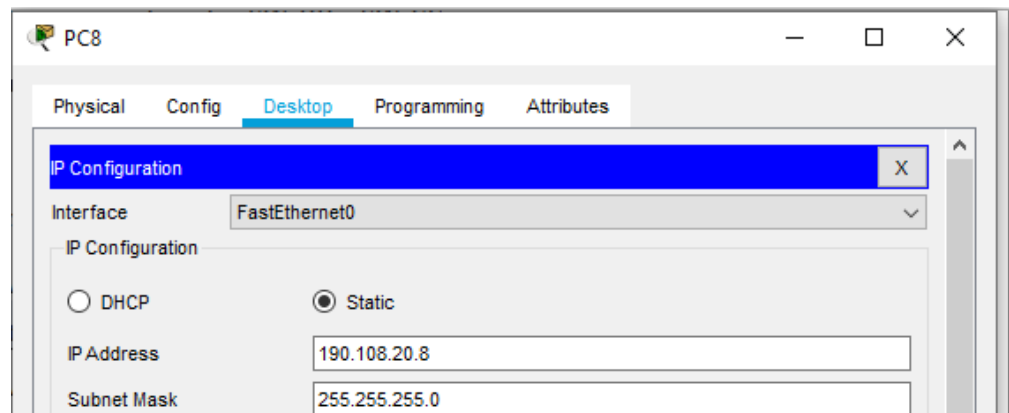 PC8
Physical Config Desktop Programming Attributes
IP Configuration X
Interface FastEthernet0
IP Configuration
DHCP Static
IP Address 190.108.20.8
Subnet Mask 255.255.255.0